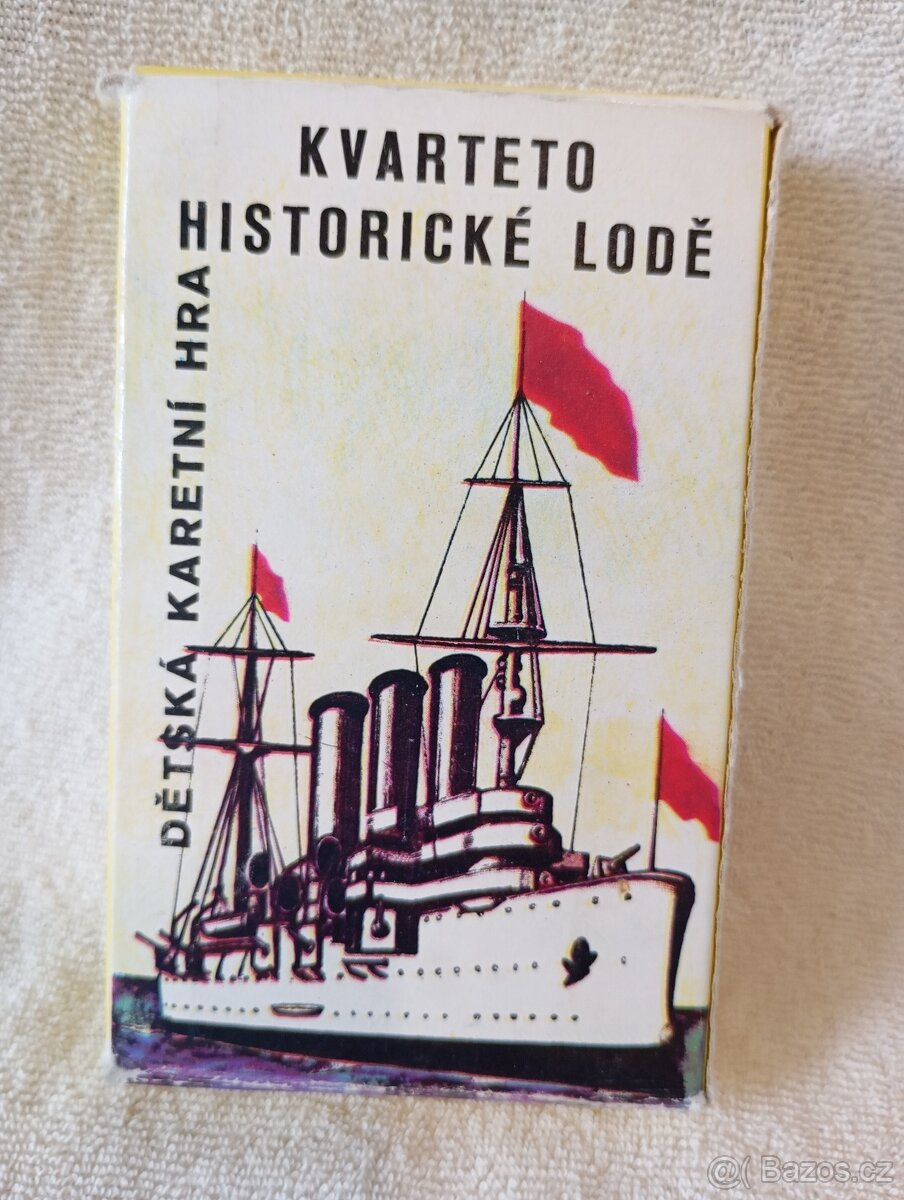 KVARTETO
HISTORICKÉ LODĚ
DĚTSKÁ KARETNÍ HRA
@( Bazos.cz